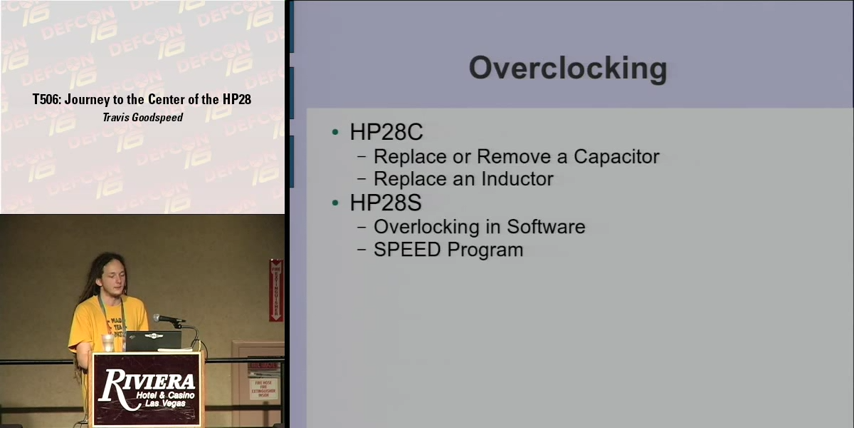 DEFCON
16
T506: Journey to the Center of the HP28
Travis Goodspeed
RIVIERA
Hotel & Casino
Las Vegas
Overclocking
• HP28C
– Replace or Remove a Capacitor
– Replace an Inductor
• HP28S
– Overlocking in Software
– SPEED Program